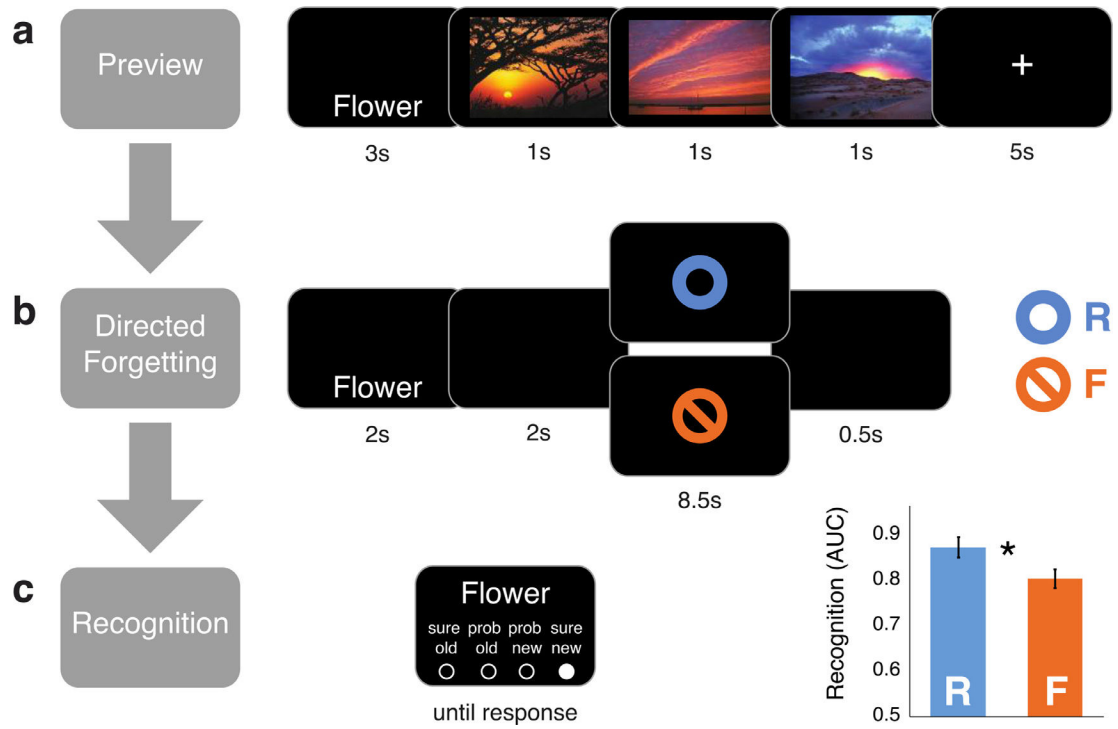 a
Preview
Flower
+
3s
1s
1s
1s
5s
b
Directed
Forgetting
Flower
2s
2s
8.5s
0.5s
R
F
c
Recognition
Flower
sure prob prob sure
old old new new
until response
Recognition (AUC)
0.9
0.8
0.7
0.6
0.5
*
R
F